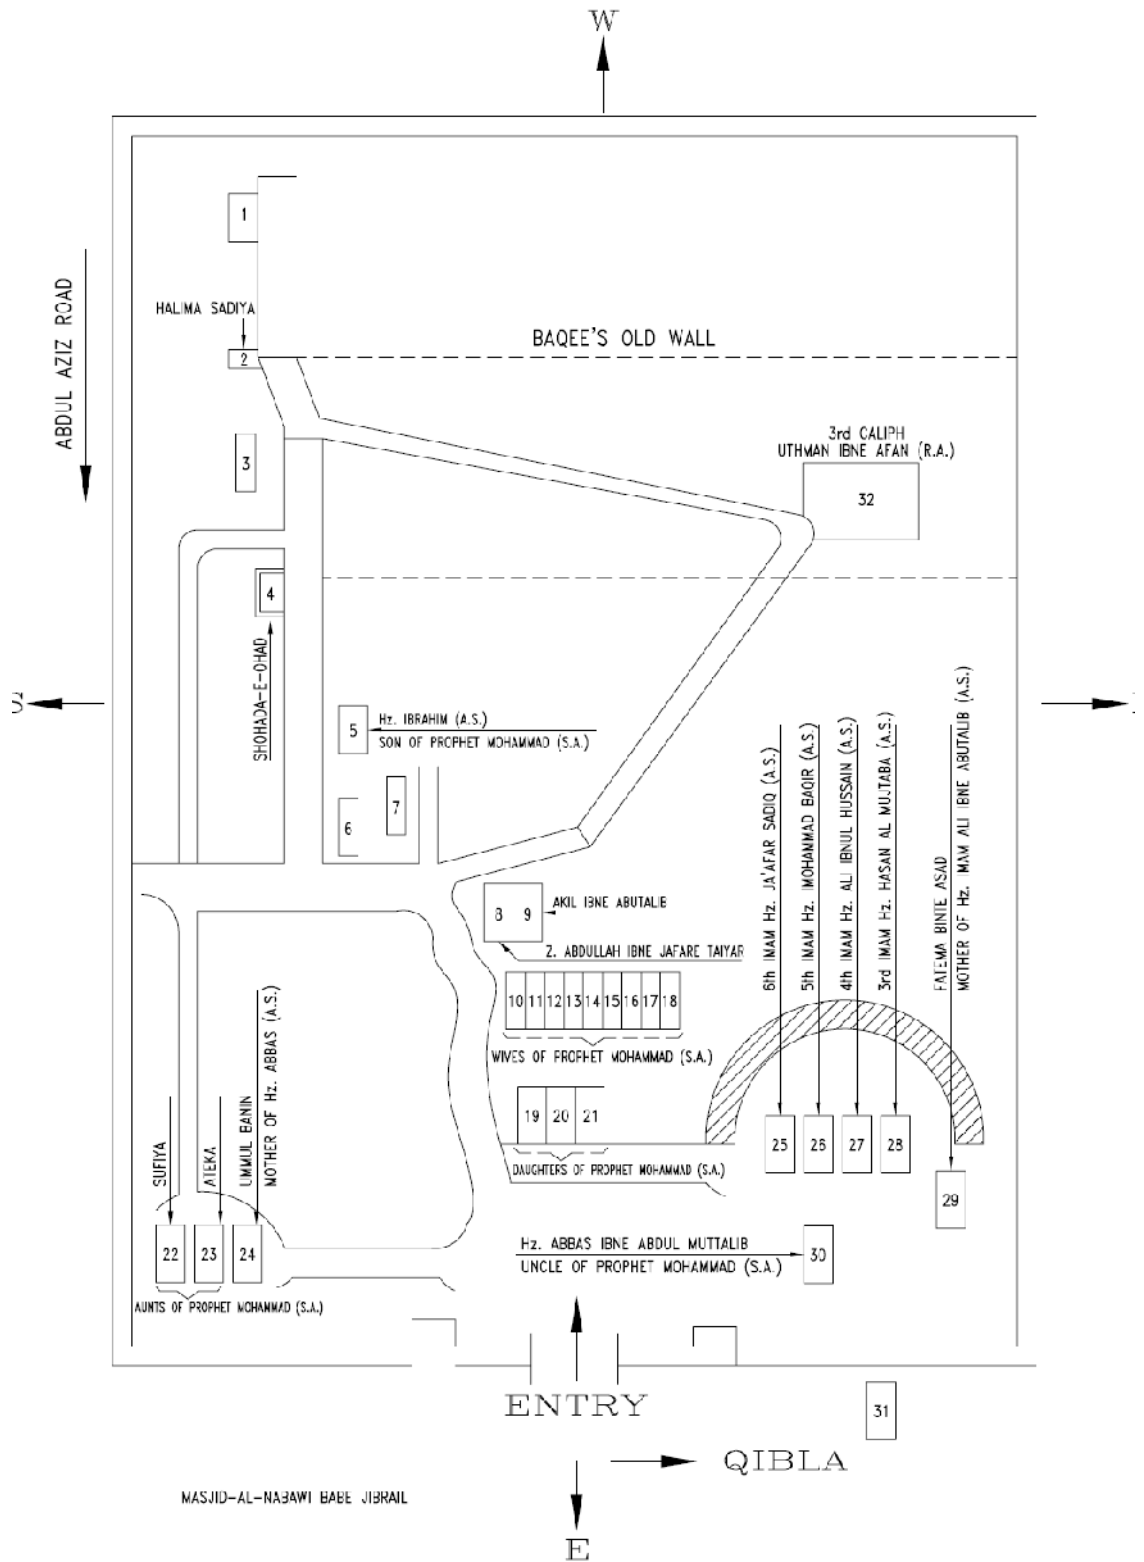 W
1
HALIMA SADIYA
2
ABDUL AZIZ ROAD
BAQEE'S OLD WALL
3
3rd CALIPH
UTHMAN IBNE AFAN (R.A.)
32
4
SHOHADA-E-OHAD
S
5
Hz. IBRAHIM (A.S.)
SON OF PROPHET MOHAMMAD (S.A.)
6
7
8 9
AKIL IBNE ABUTALIB
Z. ABDULLAH IBNE JAFARE TAIYAR
10 11 12 13 14 15 16 17 18
WIVES OF PROPHET MOHAMMAD (S.A.)
6th IMAM Hz. JA'AFAR SADIQ (A.S.)
5th IMAM Hz. MOHAMMAD BAQIR (A.S.)
4th IMAM Hz. ALI IBNUL HUSSAIN (A.S.)
3rd IMAM Hz. HASAN AL MUJTABA (A.S.)
FATEMA BINTE ASAD
MOTHER OF Hz. IMAM ALI IBNE ABUTALIB (A.S.)
19 20 21
DAUGHTERS OF PROPHET MOHAMMAD (S.A.)
25 26 27 28
29
SUFIYA
ATEKA
UMMUL BANIN
MOTHER OF Hz. ABBAS (A.S.)
22 23 24
AUNTS OF PROPHET MOHAMMAD (S.A.)
Hz. ABBAS IBNE ABDUL MUTTALIB
UNCLE OF PROPHET MOHAMMAD (S.A.)
30
ENTRY
31
QIBLA
MASJID-AL-NABAWI BABE JIBRAIL
E